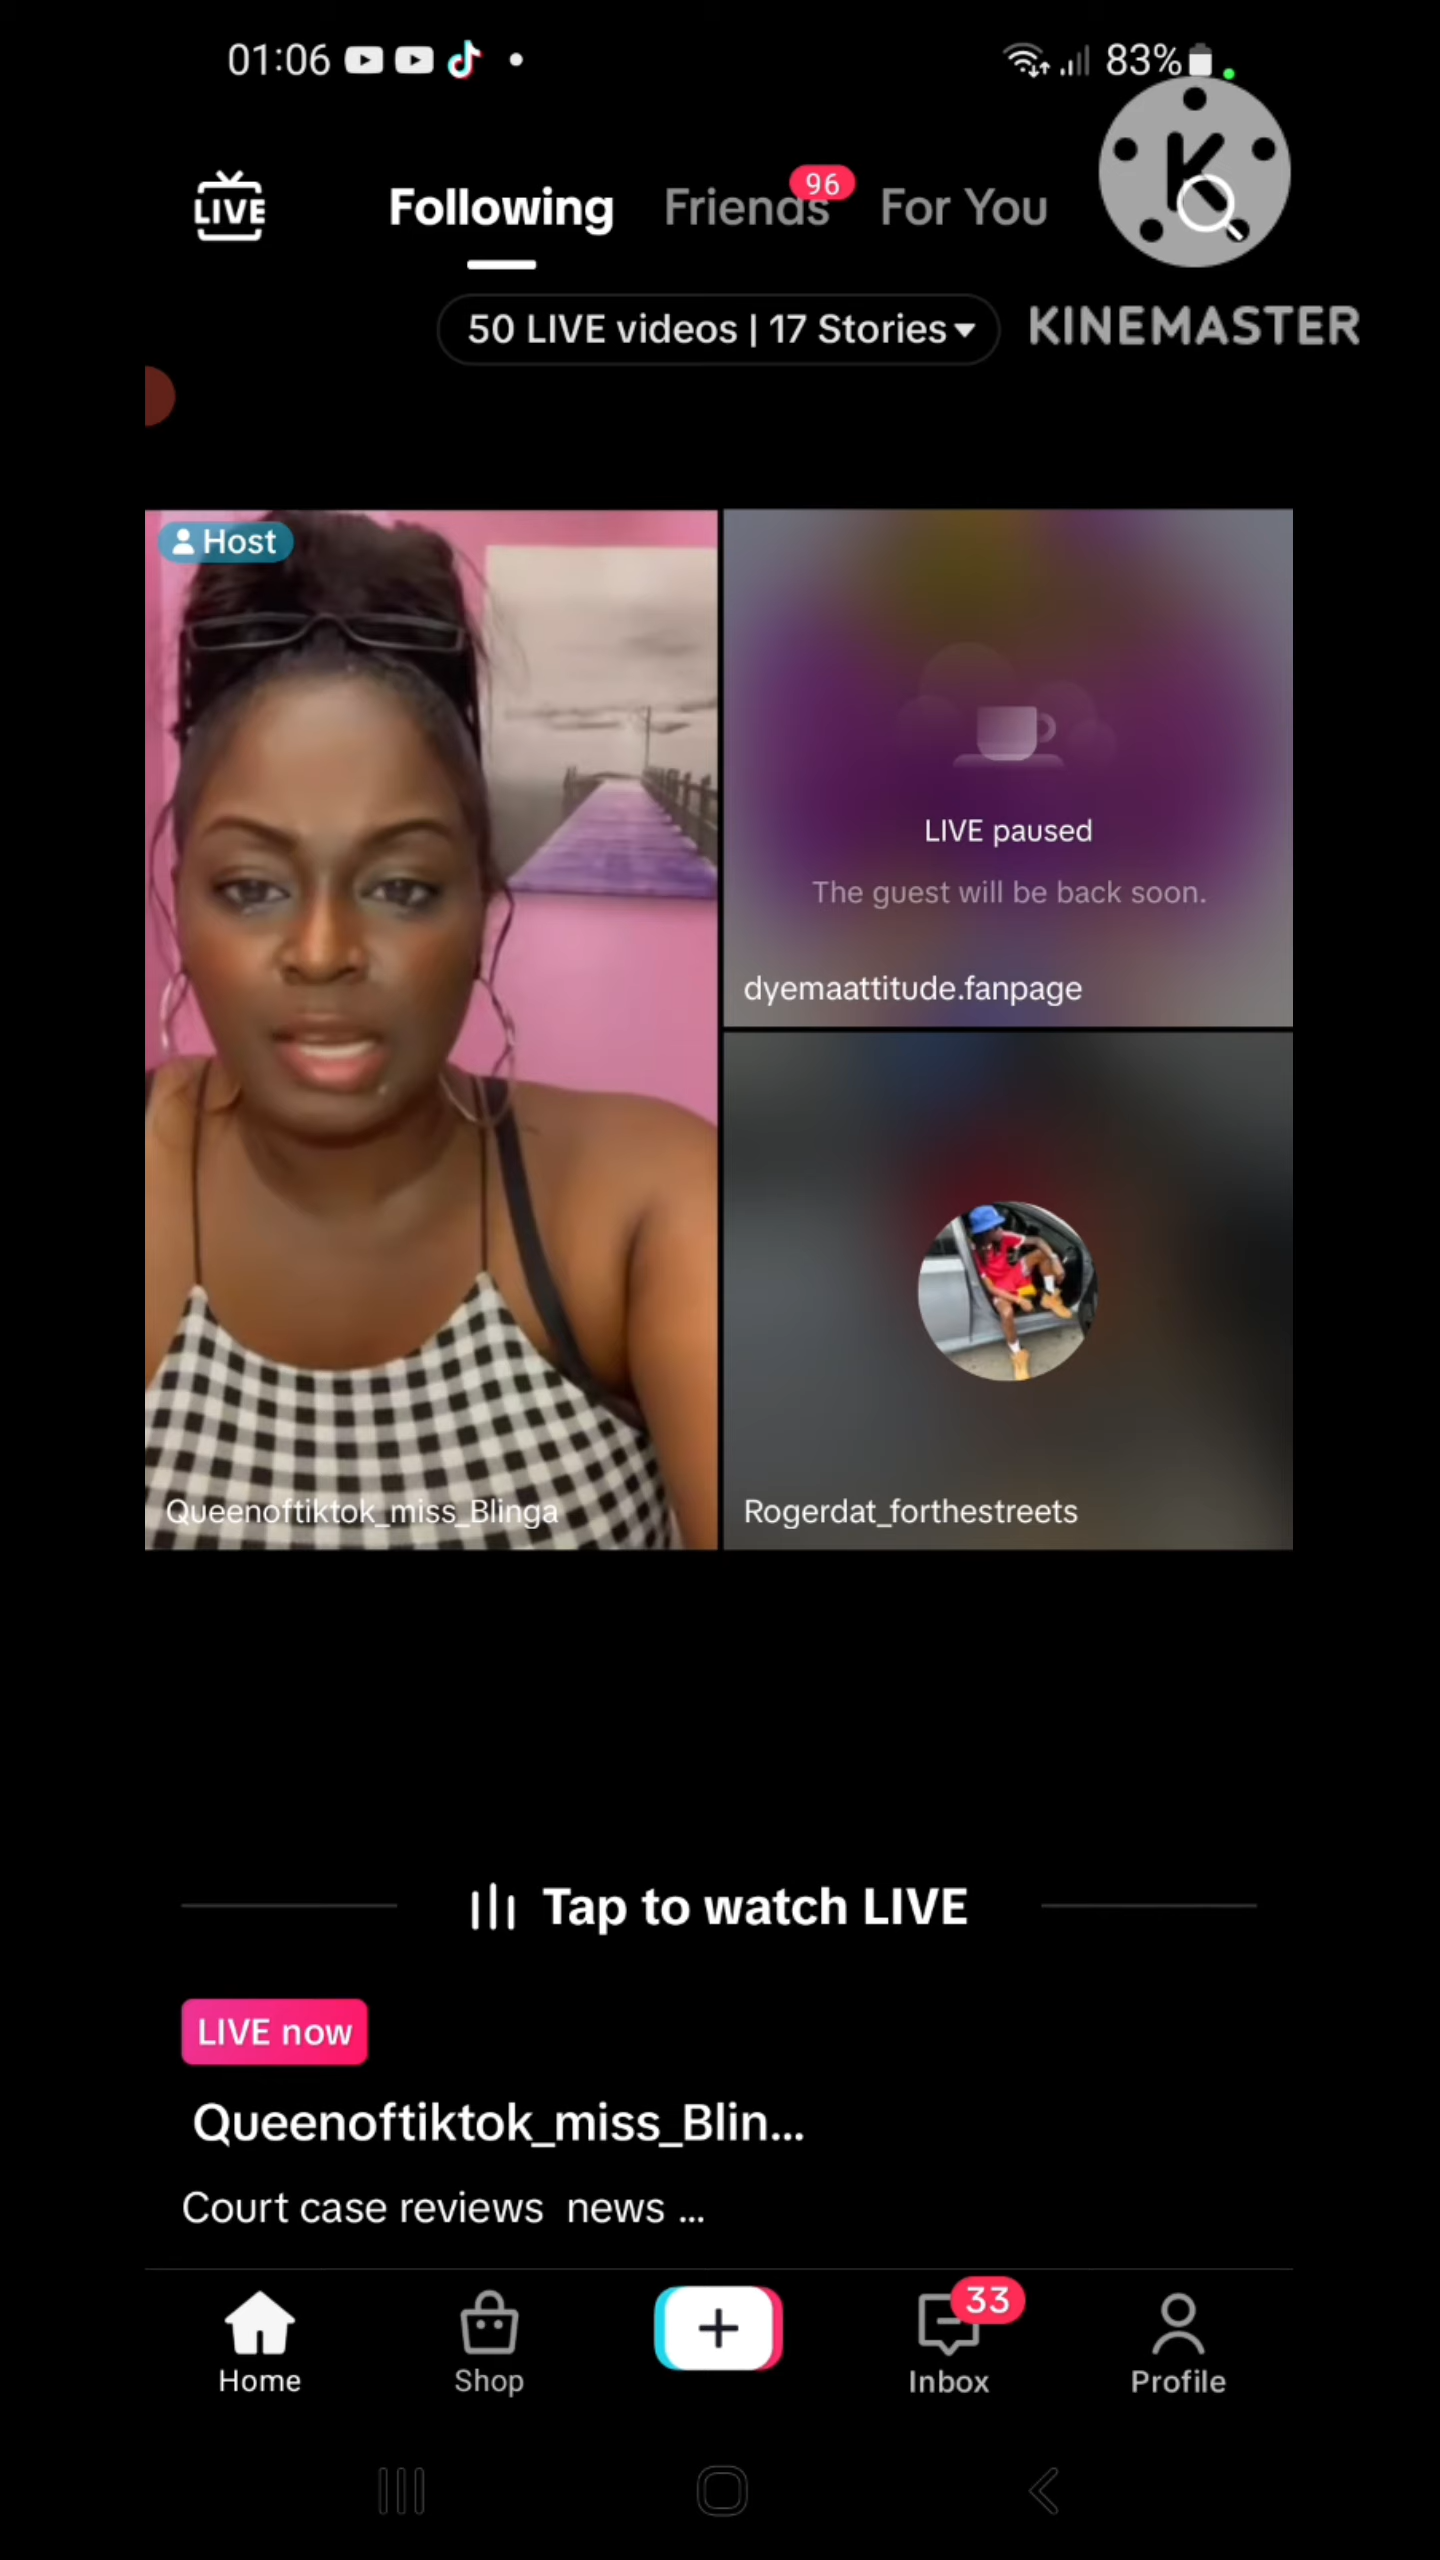 01:06
83%
LIVE
Following
Friends
96
For You
K
50 LIVE videos | 17 Stories
KINEMASTER
Host
LIVE paused
The guest will be back soon.
dyemaattitude.fanpage
Queenoftiktok_miss_Blinga
Rogerdat_forthestreets
Tap to watch LIVE
LIVE now
Queenoftiktok_miss_Blin...
Court case reviews  news ...
33
Home
Shop
Inbox
Profile